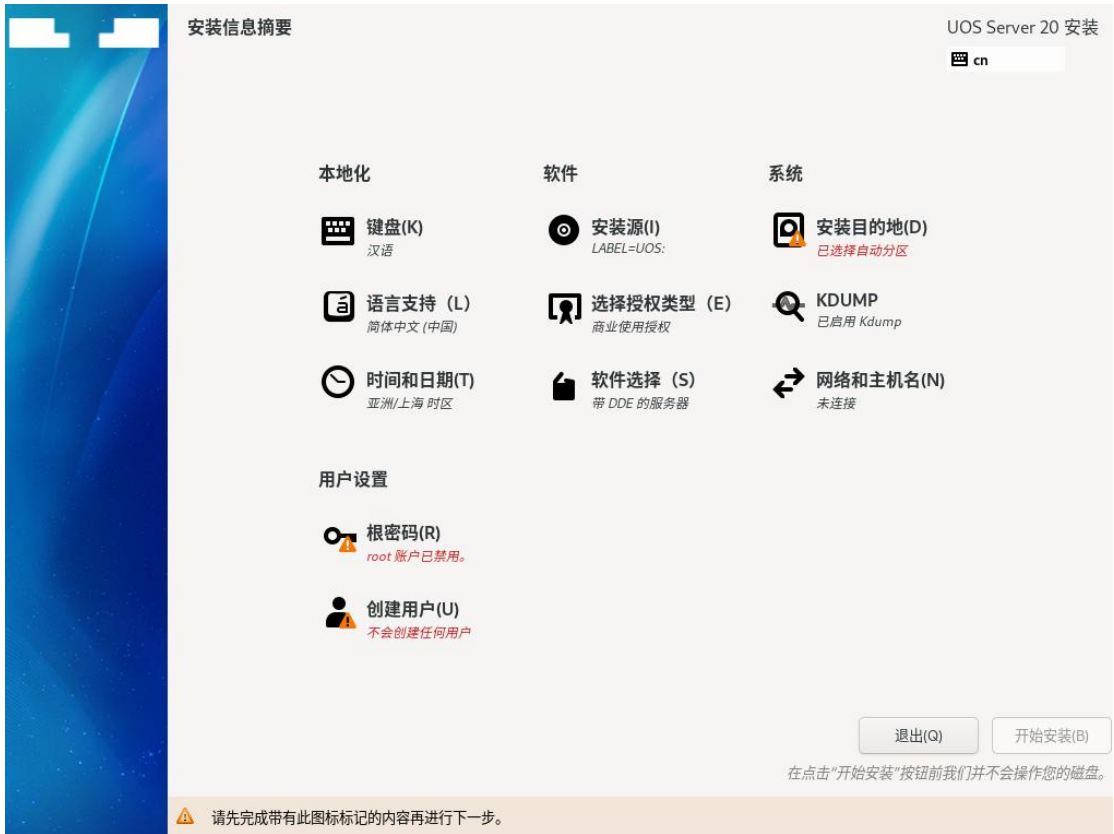 安装信息摘要
UOS Server 20 安装
cn
本地化
键盘(K)
汉语
语言支持（L）
简体中文 (中国)
时间和日期(T)
亚洲/上海 时区
软件
安装源(I)
LABEL=UOS:
选择授权类型（E）
商业使用授权
软件选择（S）
带 DDE 的服务器
系统
安装目的地(D)
已选择自动分区
KDUMP
已启用 Kdump
网络和主机名(N)
未连接
用户设置
根密码(R)
root 账户已禁用。
创建用户(U)
不会创建任何用户
退出(Q)
开始安装(B)
在点击"开始安装"按钮前我们并不会操作您的磁盘。
请先完成带有此图标标记的内容再进行下一步。